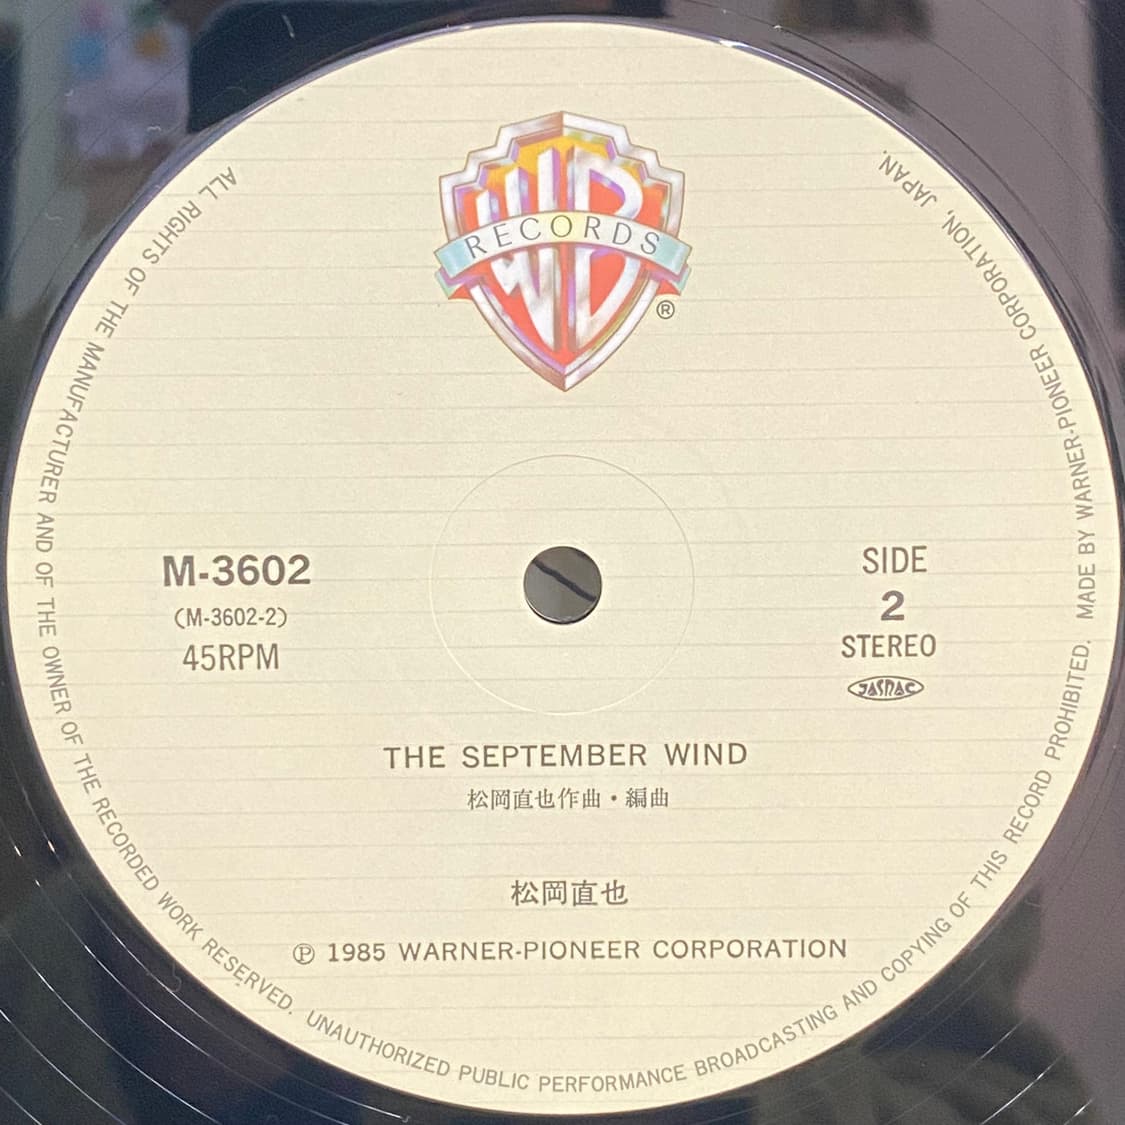 WB
RECORDS
®
M-3602
(M-3602-2)
45RPM
SIDE
2
STEREO
JASRAC
THE SEPTEMBER WIND
松岡直也作曲・編曲
松岡直也
℗ 1985 WARNER-PIONEER CORPORATION
ALL RIGHTS OF THE MANUFACTURER AND OF THE OWNER OF THE RECORDED WORK RESERVED. UNAUTHORIZED PUBLIC PERFORMANCE BROADCASTING AND COPYING OF THIS RECORD PROHIBITED. MADE BY WARNER-PIONEER CORPORATION, JAPAN.